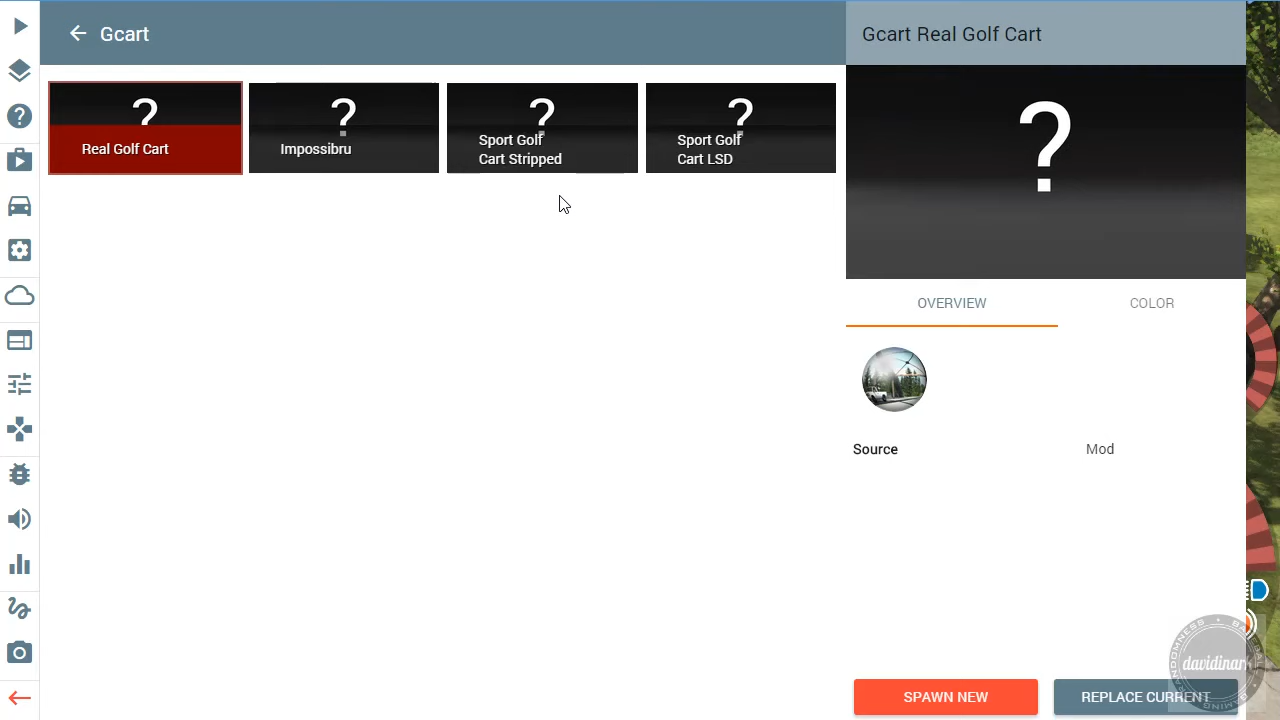 Gcart
Gcart Real Golf Cart
?
Real Golf Cart
?
Impossibru
?
Sport Golf
Cart Stripped
?
Sport Golf
Cart LSD
?
OVERVIEW
COLOR
Source
Mod
SPAWN NEW
REPLACE CURRENT